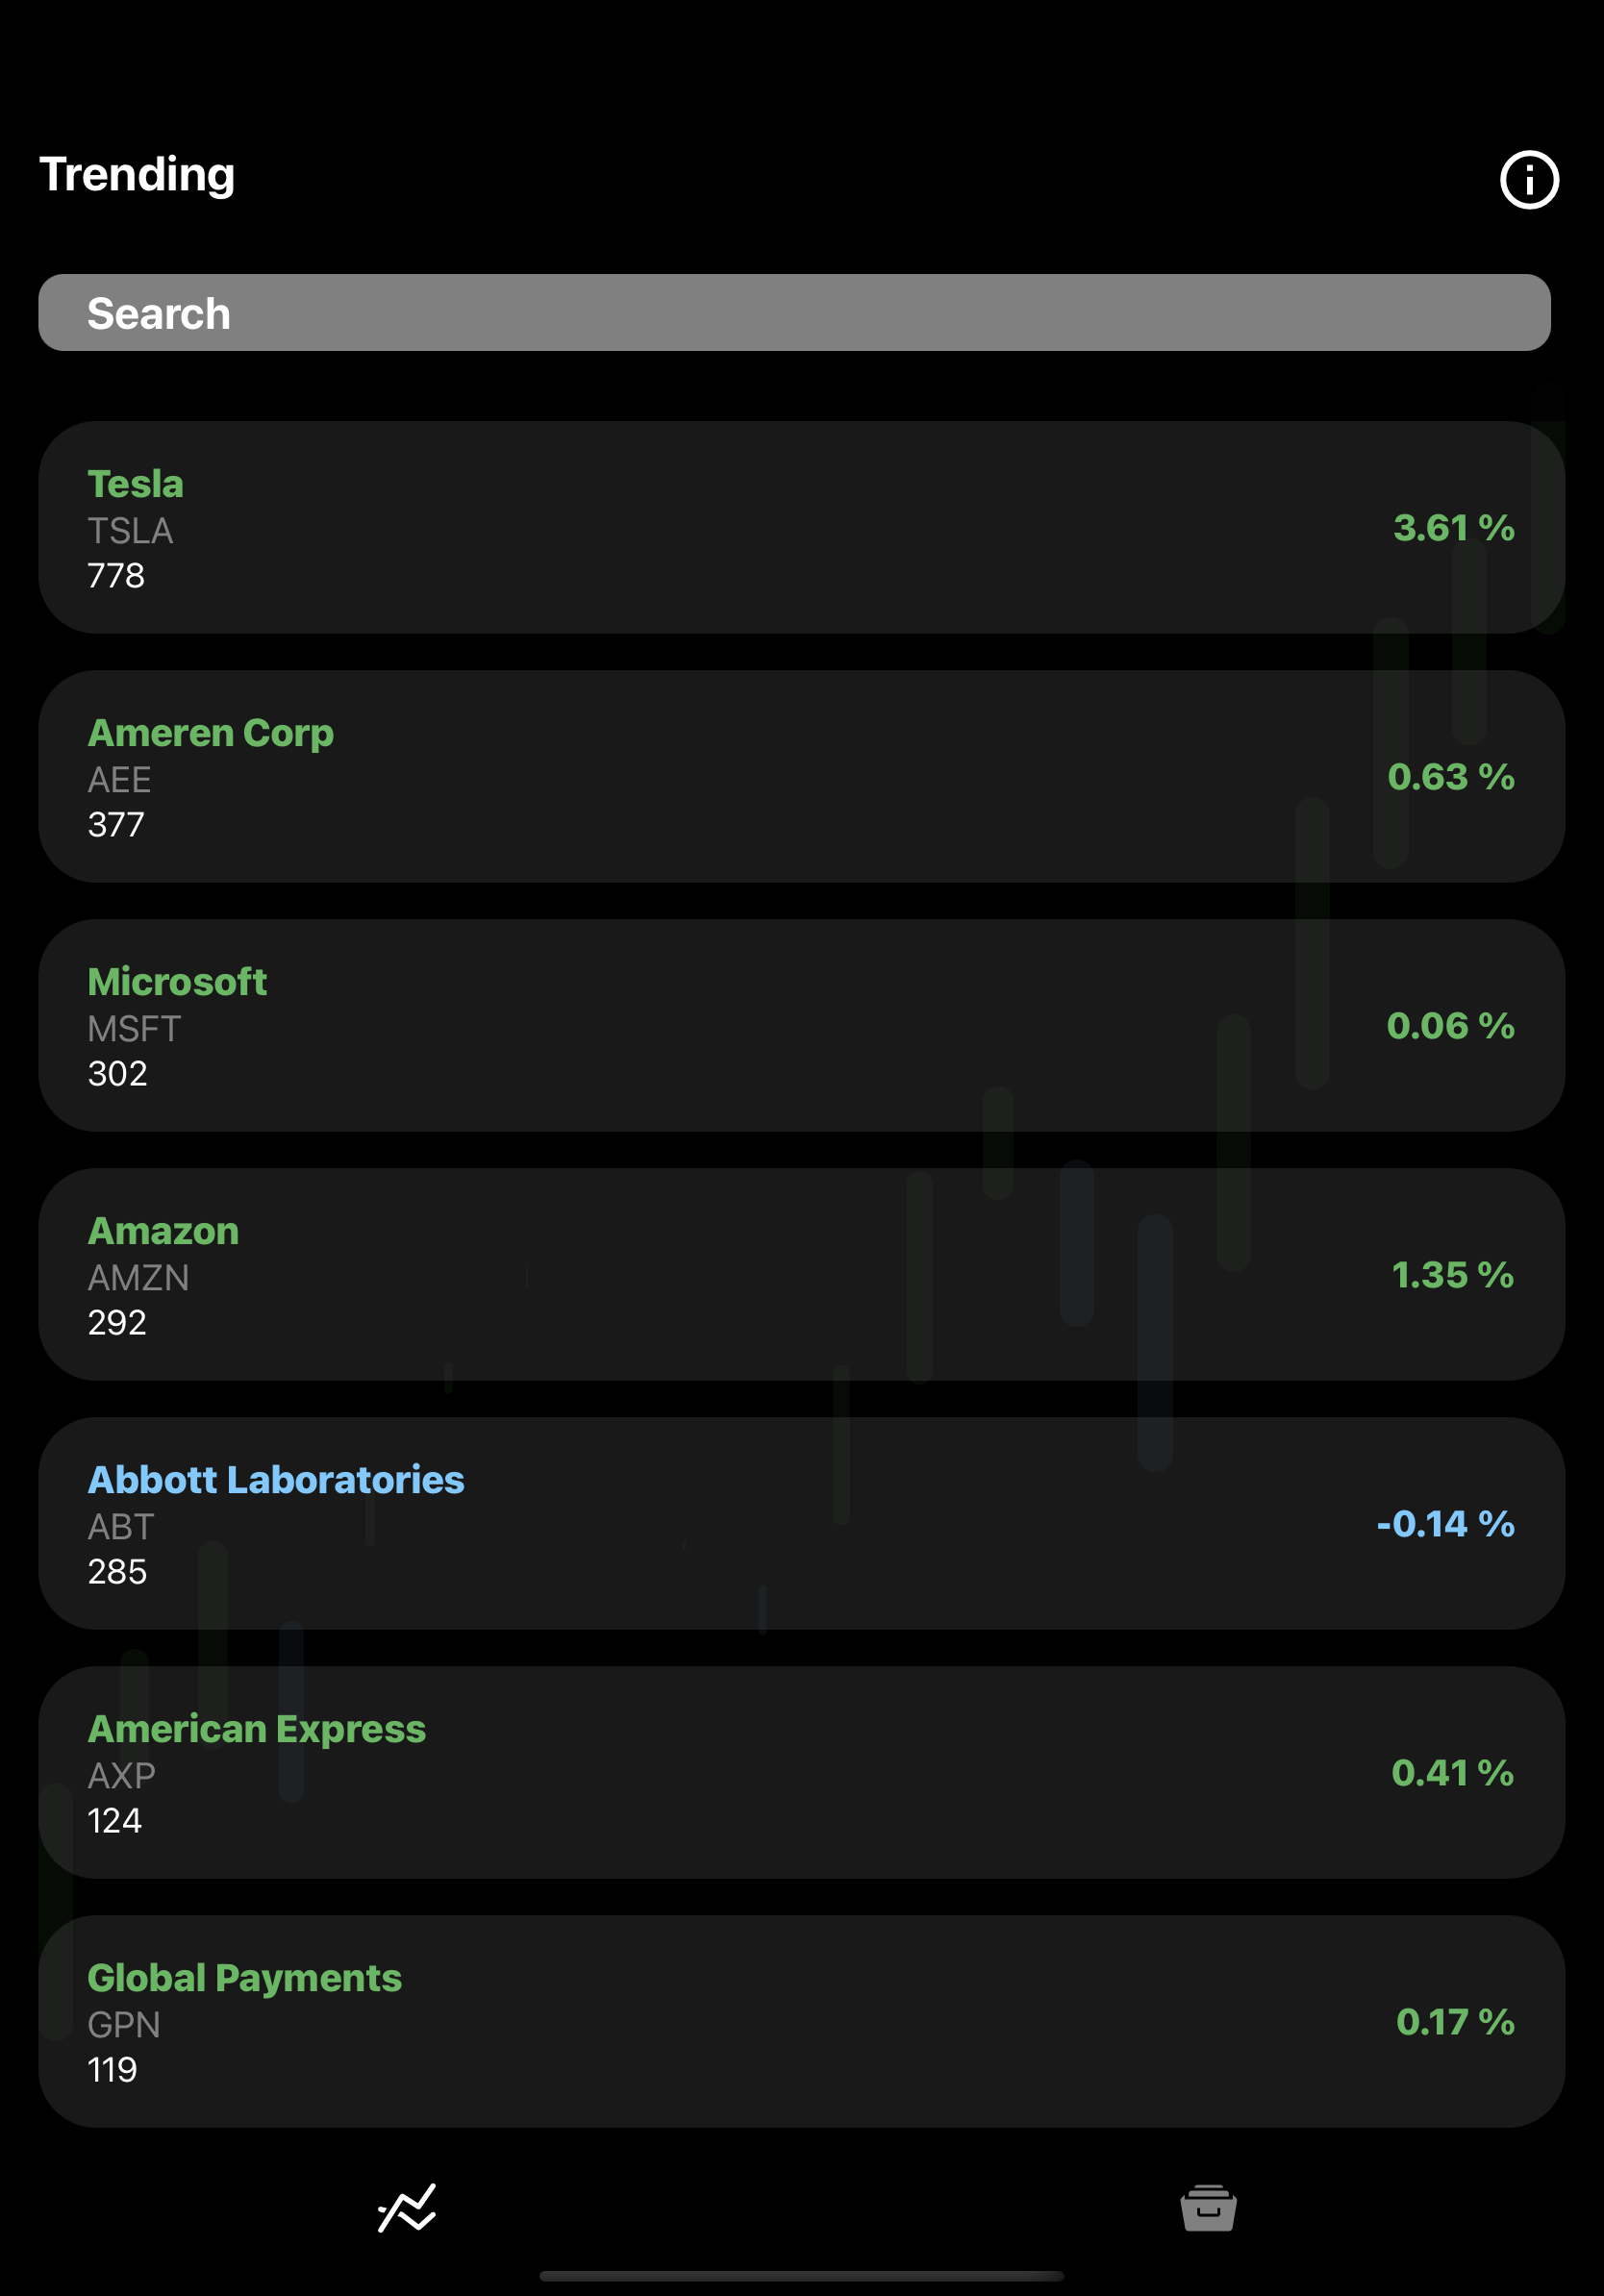 Trending
Search
Tesla
TSLA
778
3.61 %
Ameren Corp
AEE
377
0.63 %
Microsoft
MSFT
302
0.06 %
Amazon
AMZN
292
1.35 %
Abbott Laboratories
ABT
285
-0.14 %
American Express
AXP
124
0.41 %
Global Payments
GPN
119
0.17 %